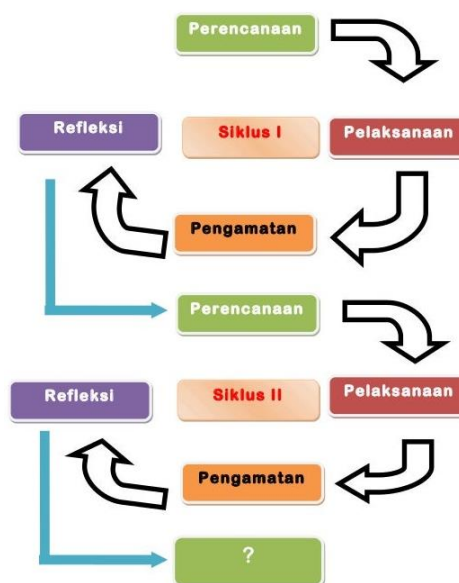 Perencanaan
Refleksi
Siklus I
Pelaksanaan
Pengamatan
Perencanaan
Refleksi
Siklus II
Pelaksanaan
Pengamatan
?